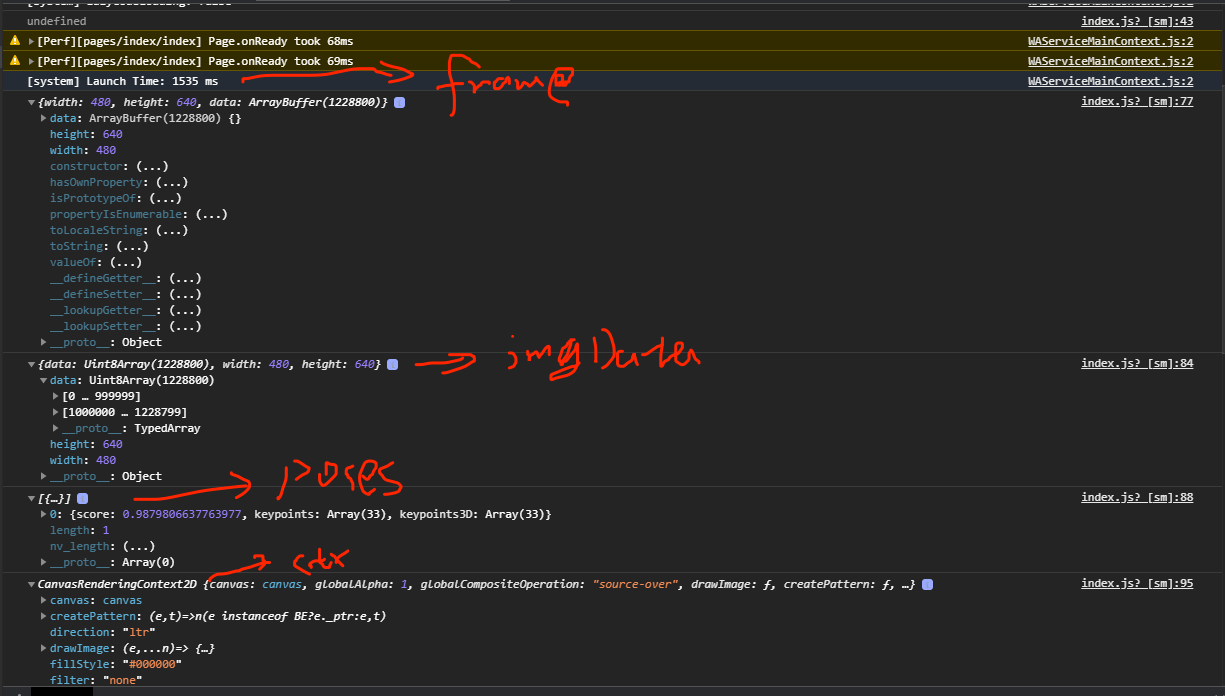 undefined index.js? [sm]:43
[Perf][pages/index/index] Page.onReady took 68ms WAServiceMainContext.js:2
[Perf][pages/index/index] Page.onReady took 69ms WAServiceMainContext.js:2
[system] Launch Time: 1535 ms frame WAServiceMainContext.js:2
{width: 480, height: 640, data: ArrayBuffer(1228800)} index.js? [sm]:77
data: ArrayBuffer(1228800) {}
height: 640
width: 480
constructor: (...)
hasOwnProperty: (...)
isPrototypeOf: (...)
propertyIsEnumerable: (...)
toLocaleString: (...)
toString: (...)
valueOf: (...)
__defineGetter__: (...)
__defineSetter__: (...)
__lookupGetter__: (...)
__lookupSetter__: (...)
__proto__: Object
{data: Uint8Array(1228800), width: 480, height: 640} index.js? [sm]:84
data: Uint8Array(1228800)
[0 … 999999]
[1000000 … 1228799]
__proto__: TypedArray
height: 640
width: 480
__proto__: Object
poses
[{…}] index.js? [sm]:88
0: {score: 0.9879806637763977, keypoints: Array(33), keypoints3D: Array(33)}
length: 1
nv_length: (...)
__proto__: Array(0)
ctx
CanvasRenderingContext2D {canvas: canvas, globalAlpha: 1, globalCompositeOperation: "source-over", drawImage: ƒ, createPattern: ƒ, …} index.js? [sm]:95
canvas: canvas
createPattern: (e,t)=>n(e instanceof BE?e._ptr:e,t)
direction: "ltr"
drawImage: (e,...n)=> {…}
fillStyle: "#000000"
filter: "none"